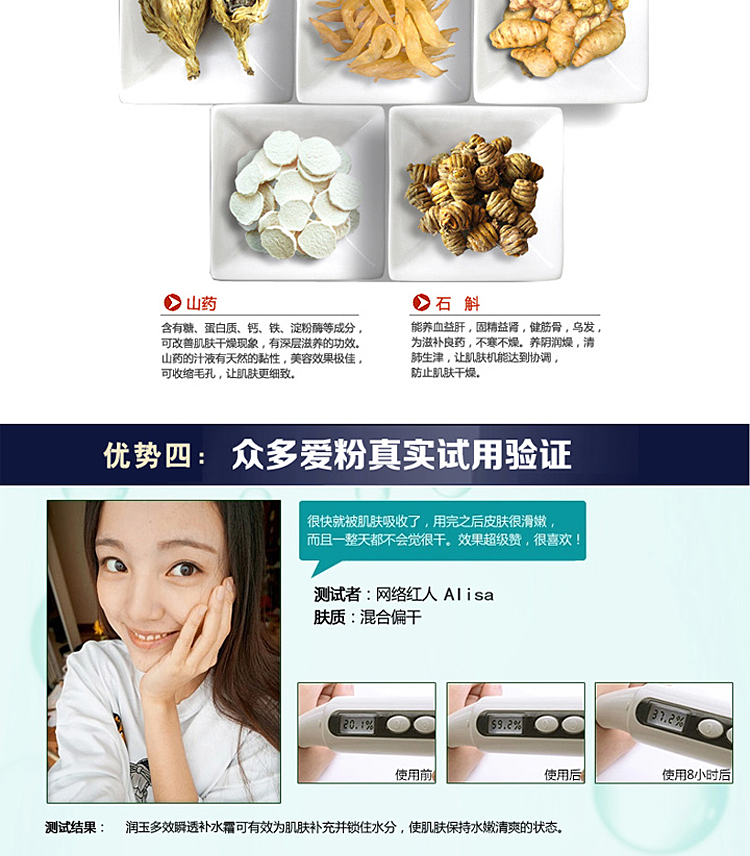 山药
含有糖、蛋白质、钙、铁、淀粉酶等成分，
可改善肌肤干燥现象，有深层滋养的功效。
山药的汁液有天然的黏性，美容效果极佳，
可收缩毛孔，让肌肤更细致。
石 斛
能养血益肝，固精益肾，健筋骨，乌发，
为滋补良药，不寒不燥。养阴润燥，清
肺生津，让肌肤机能达到协调，
防止肌肤干燥。
优势四：众多爱粉真实试用验证
很快就被肌肤吸收了，用完之后皮肤很滑嫩，
而且一整天都不会觉很干。效果超级赞，很喜欢！
测试者：网络红人 Alisa
肤质：混合偏干
20.1%
使用前
59.2%
使用后
37.2%
使用8小时后
测试结果： 润玉多效瞬透补水霜可有效为肌肤补充并锁住水分，使肌肤保持水嫩清爽的状态。